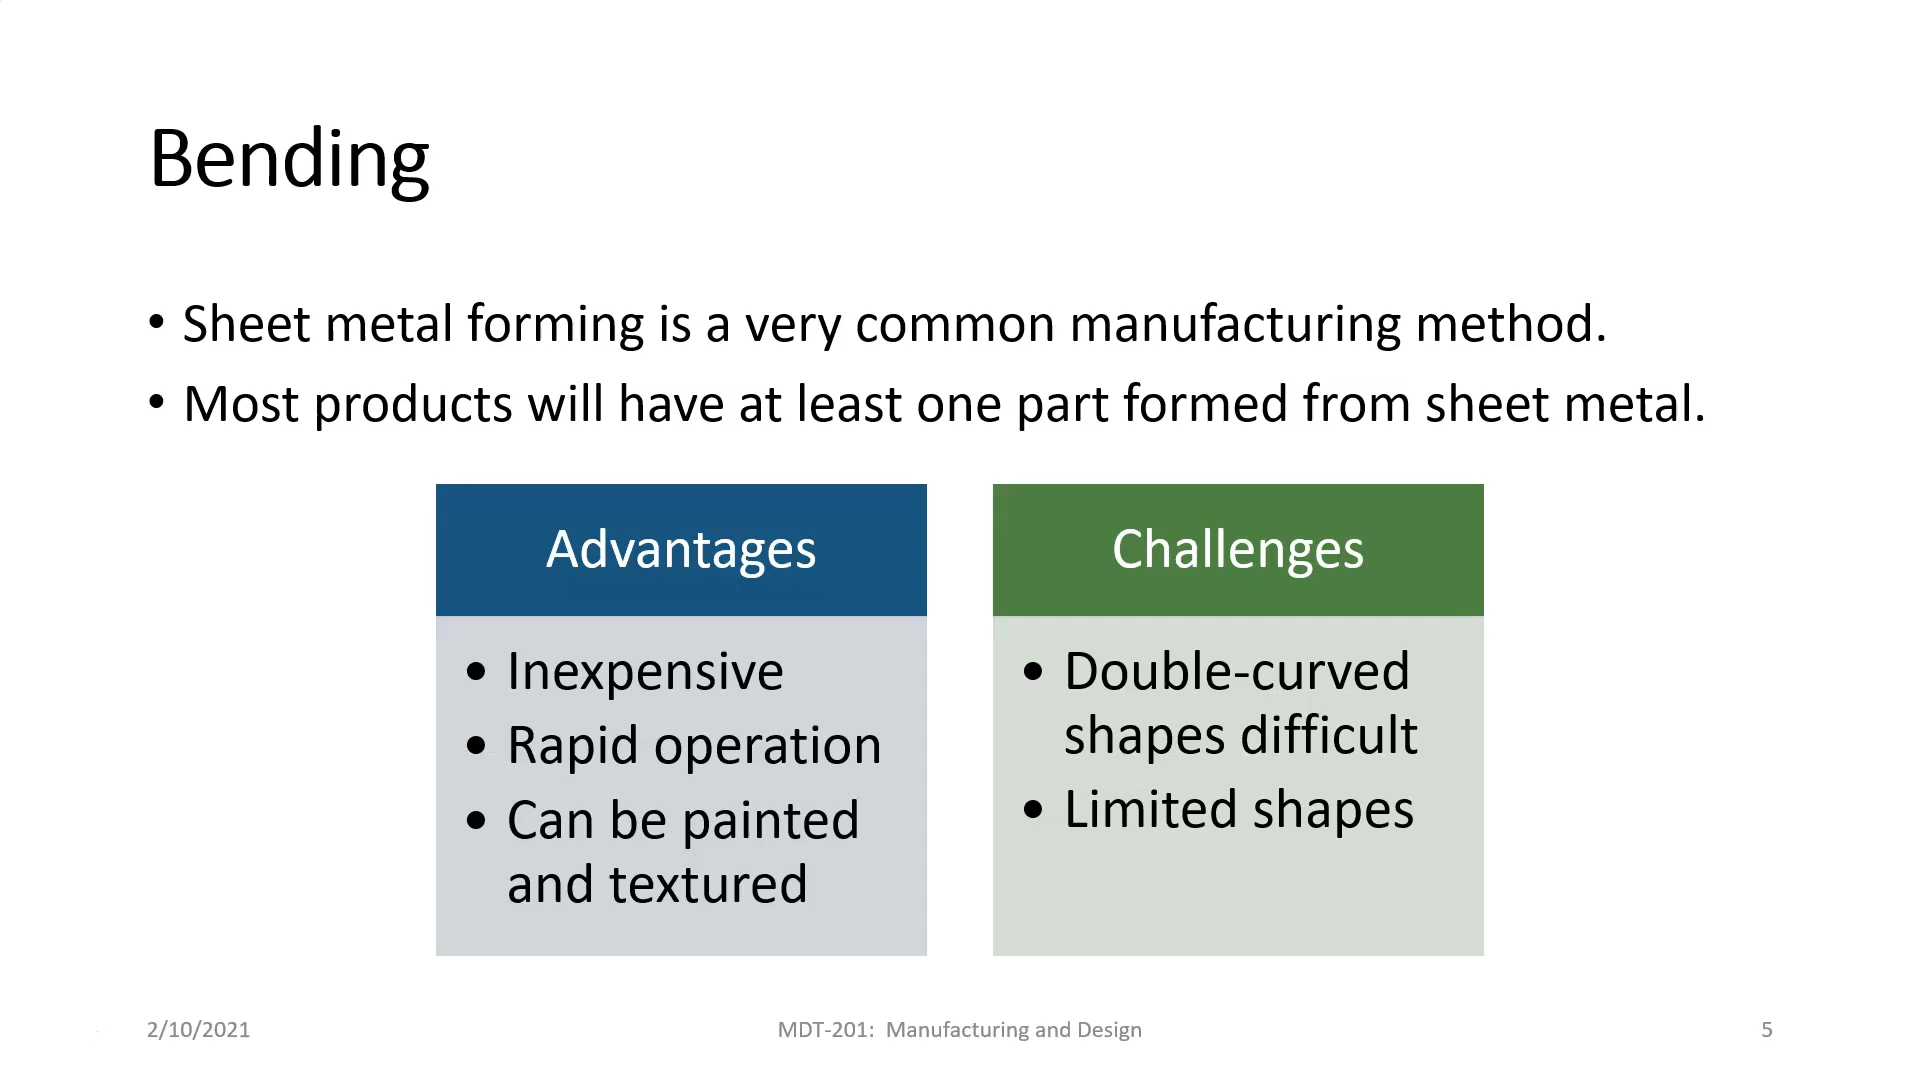 Bending
• Sheet metal forming is a very common manufacturing method.
• Most products will have at least one part formed from sheet metal.
Advantages
• Inexpensive
• Rapid operation
• Can be painted
and textured
Challenges
• Double-curved
shapes difficult
• Limited shapes
2/10/2021
MDT-201:  Manufacturing and Design
5